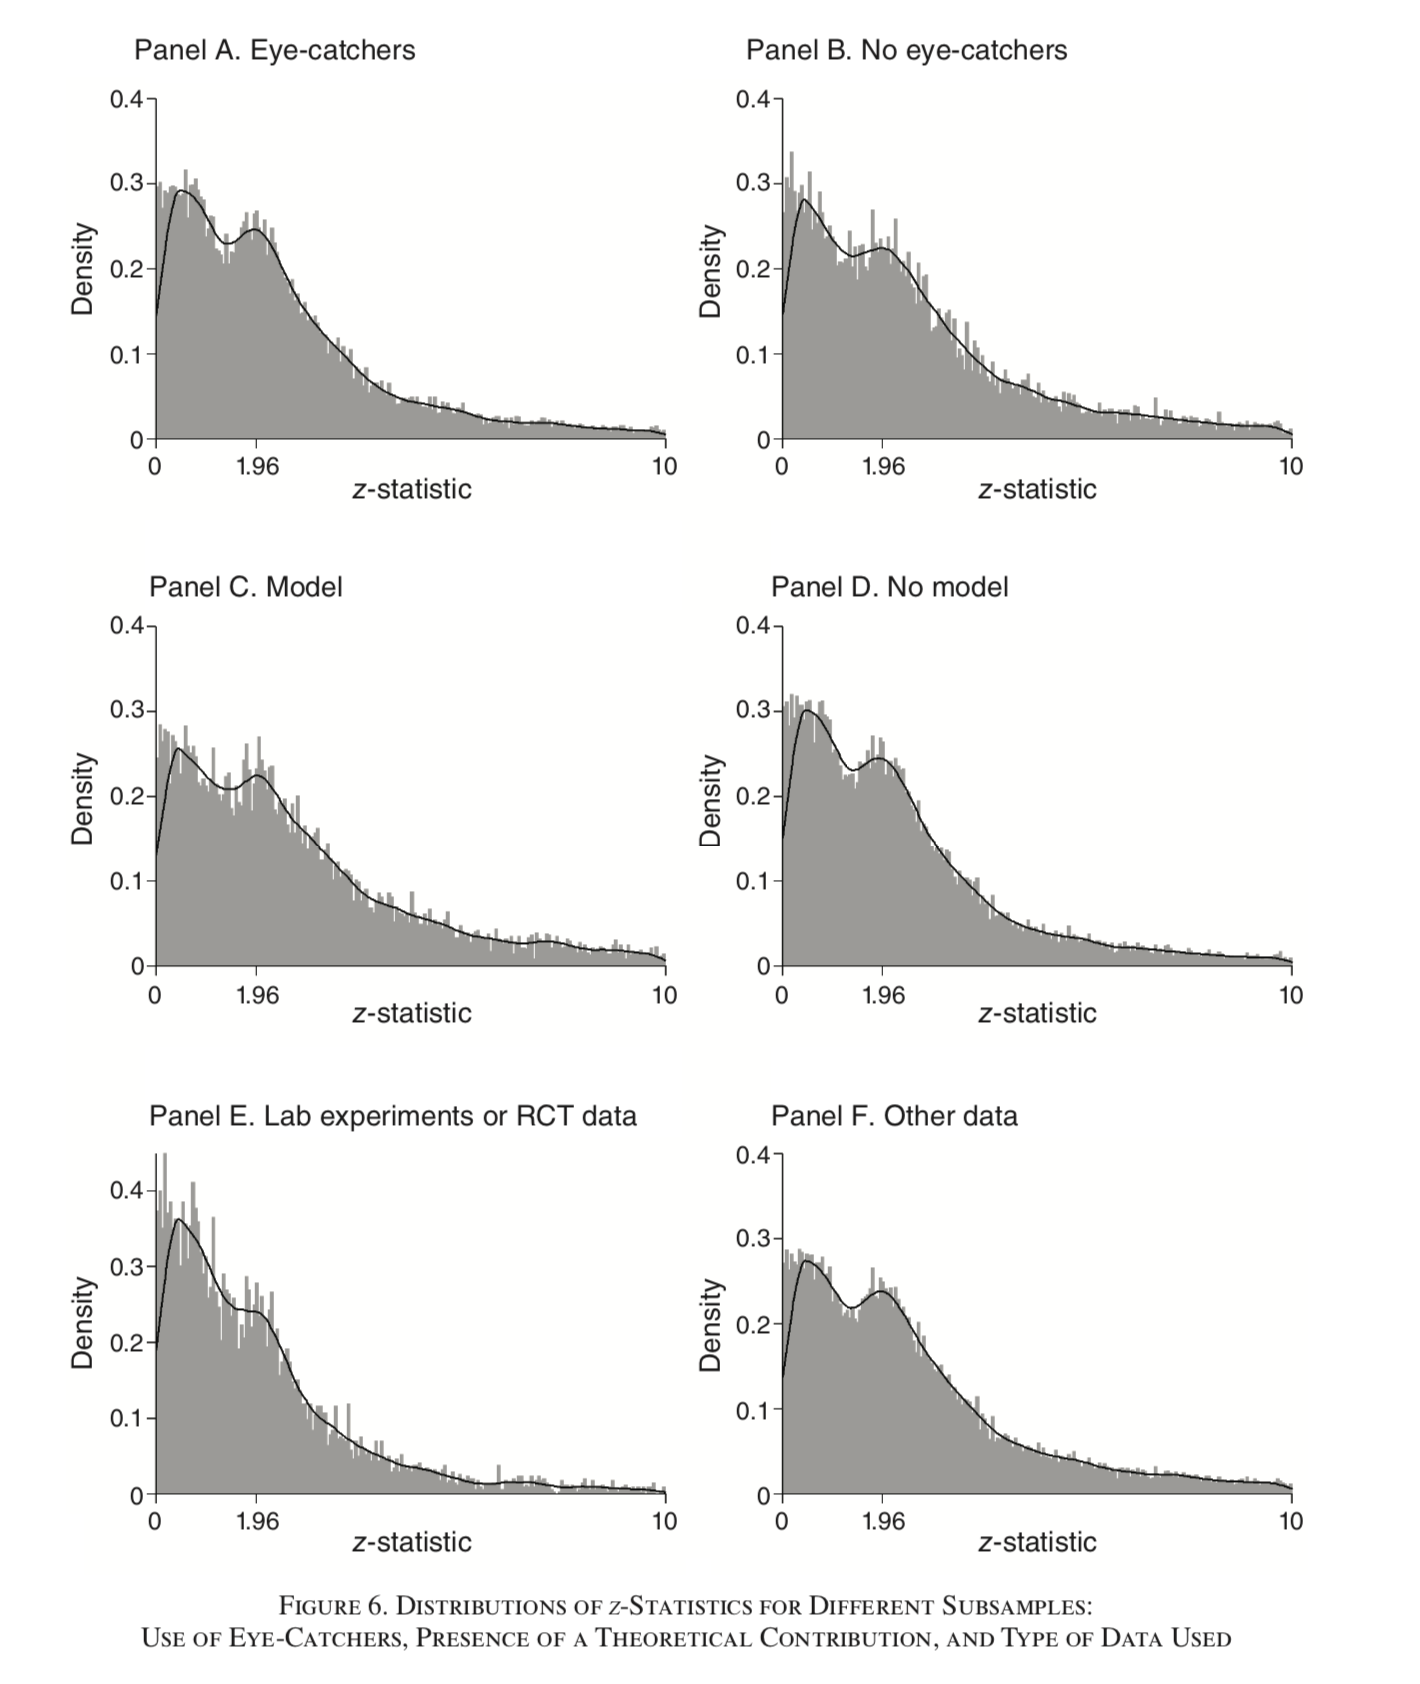 Panel A. Eye-catchers
0.4
0.3
0.2
0.1
0
Density
0
1.96
10
z-statistic
Panel B. No eye-catchers
0.4
0.3
0.2
0.1
0
Density
0
1.96
10
z-statistic
Panel C. Model
0.4
0.3
0.2
0.1
0
Density
0
1.96
10
z-statistic
Panel D. No model
0.4
0.3
0.2
0.1
0
Density
0
1.96
10
z-statistic
Panel E. Lab experiments or RCT data
0.4
0.3
0.2
0.1
0
Density
0
1.96
10
z-statistic
Panel F. Other data
0.4
0.3
0.2
0.1
0
Density
0
1.96
10
z-statistic
Figure 6. Distributions of z-Statistics for Different Subsamples:
Use of Eye-Catchers, Presence of a Theoretical Contribution, and Type of Data Used